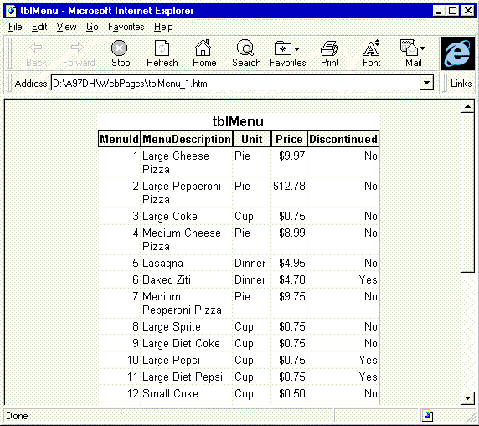 tblMenu - Microsoft Internet Explorer
File Edit View Go Favorites Help
Back Forward Stop Refresh Home Search Favorites Print Font Mail
Address D:\A97DH\WebPages\tblMenu_1.htm Links
tblMenu
MenuId MenuDescription Unit Price Discontinued
1 Large Cheese Pie $9.97 No
Pizza
2 Large Pepperoni Pie $12.78 No
Pizza
3 Large Coke Cup $0.75 No
4 Medium Cheese Pie $8.99 No
Pizza
5 Lasagna Dinner $4.95 No
6 Baked Ziti Dinner $4.70 Yes
7 Medium Pie $9.75 No
Pepperoni Pizza
8 Large Sprite Cup $0.75 No
9 Large Diet Coke Cup $0.75 No
10 Large Pepsi Cup $0.75 Yes
11 Large Diet Pepsi Cup $0.75 Yes
12 Small Coke Cup $0.50 No
Done